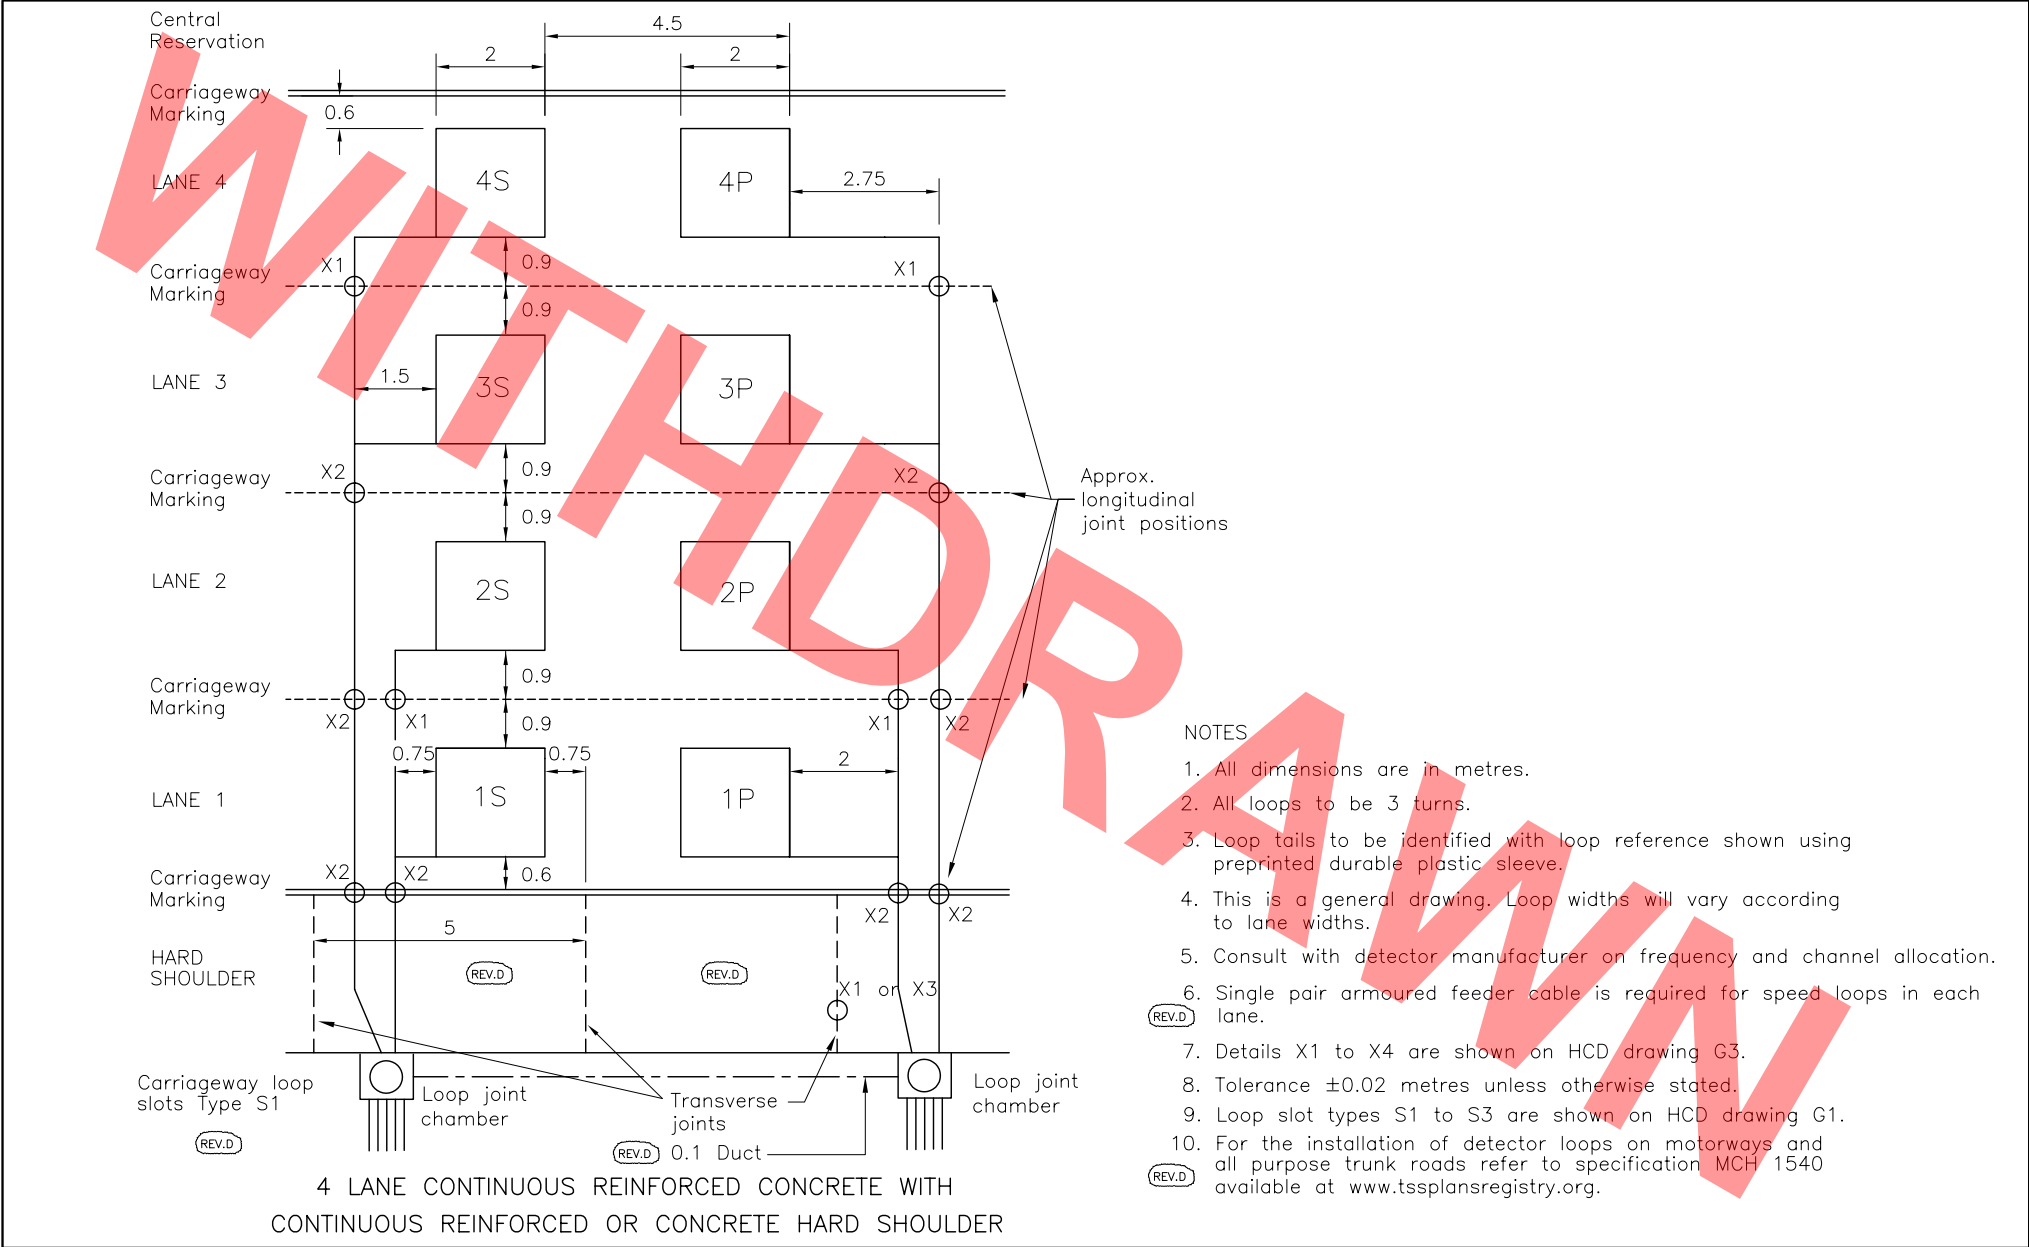 Central
Reservation
4.5
2
2
Carriageway
Marking
0.6
LANE 4
4S
4P
2.75
X1
0.9
X1
Carriageway
Marking
0.9
LANE 3
1.5
3S
3P
X2
0.9
X2
Carriageway
Marking
0.9
Approx.
longitudinal
joint positions
LANE 2
2S
2P
0.9
Carriageway
Marking
X2
X1
0.9
X1
X2
0.75
0.75
2
LANE 1
1S
1P
X2
X2
0.6
Carriageway
Marking
X2
X2
5
HARD
SHOULDER
REV.D
REV.D
X1 or X3
Carriageway loop
slots Type S1
REV.D
Loop joint
chamber
Transverse
joints
Loop joint
chamber
REV.D 0.1 Duct
4 LANE CONTINUOUS REINFORCED CONCRETE WITH
CONTINUOUS REINFORCED OR CONCRETE HARD SHOULDER
NOTES
1. All dimensions are in metres.
2. All loops to be 3 turns.
3. Loop tails to be identified with loop reference shown using
preprinted durable plastic sleeve.
4. This is a general drawing. Loop widths will vary according
to lane widths.
5. Consult with detector manufacturer on frequency and channel allocation.
6. Single pair armoured feeder cable is required for speed loops in each
REV.D lane.
7. Details X1 to X4 are shown on HCD drawing G3.
8. Tolerance ±0.02 metres unless otherwise stated.
9. Loop slot types S1 to S3 are shown on HCD drawing G1.
10. For the installation of detector loops on motorways and
all purpose trunk roads refer to specification MCH 1540
REV.D available at www.tssplansregistry.org.
WITHDRAWN